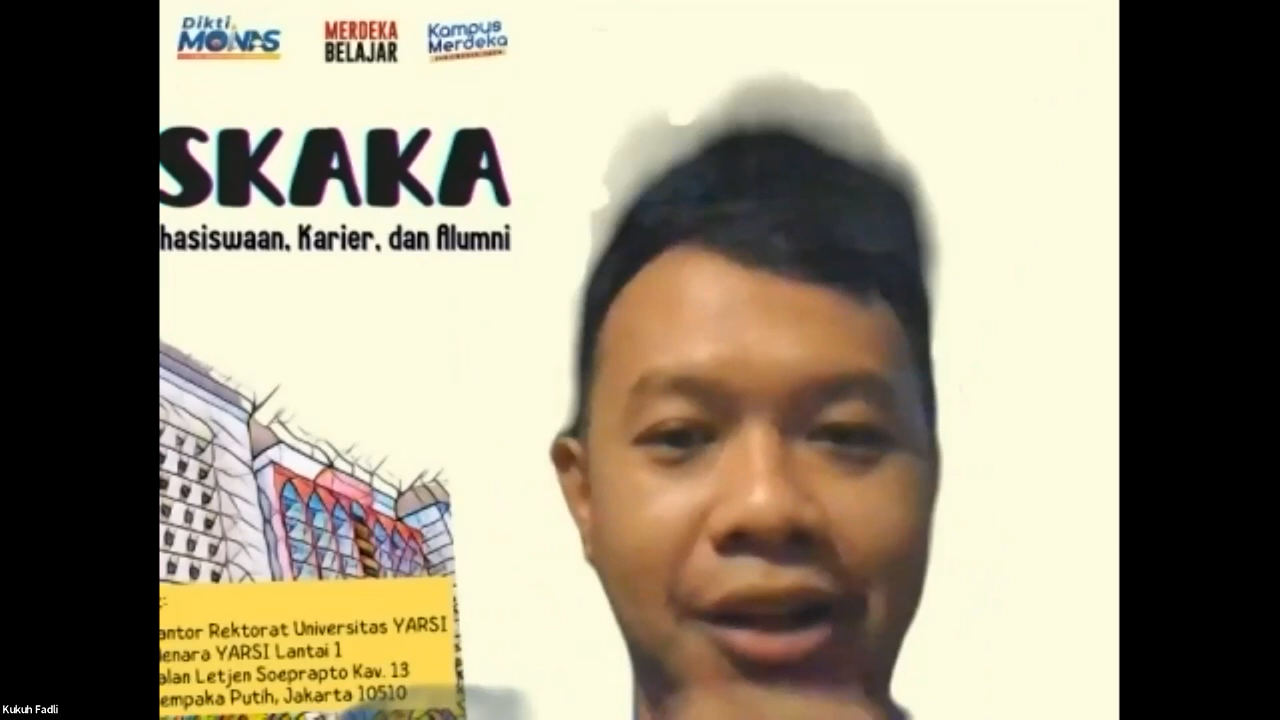 Dikti
MONAS
MERDEKA
BELAJAR
Kampus
Merdeka
SKAKA
hasiswaan, Karier, dan Alumni
antor Rektorat Universitas YARSI
enara YARSI Lantai 1
alan Letjen Soeprapto Kav. 13
empaka Putih, Jakarta 10510
Kukuh Fadli